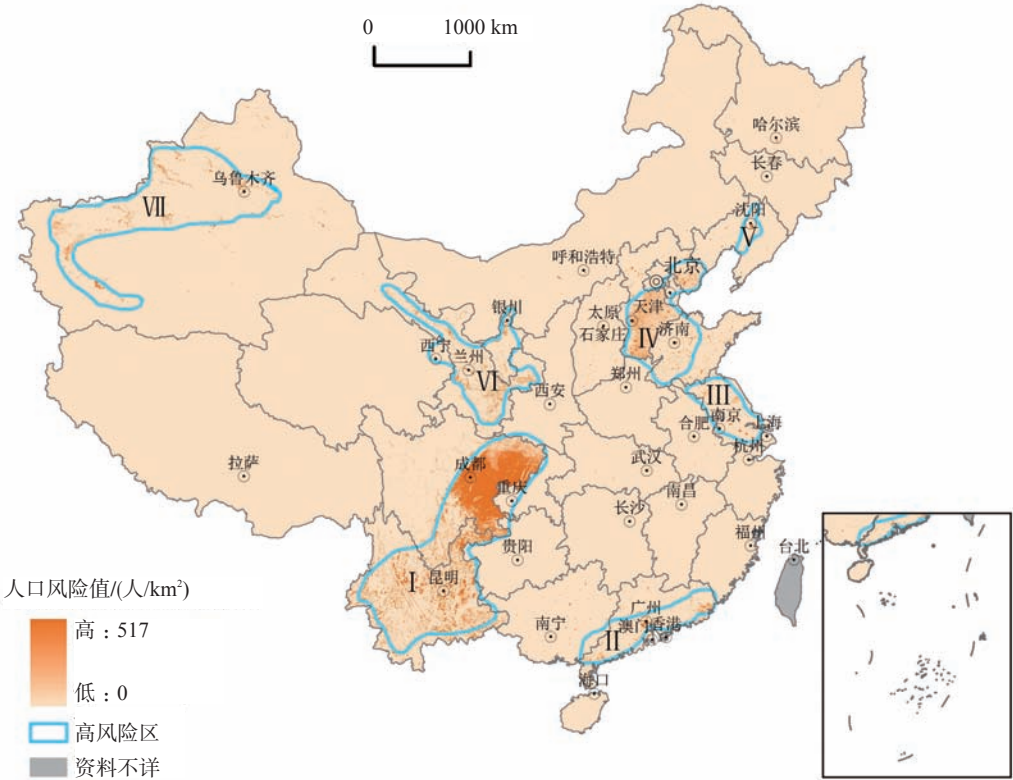 0 1000 km
哈尔滨
长春
乌鲁木齐
沈阳
Ⅶ
Ⅴ
呼和浩特
北京
银川
太原
天津
石家庄
Ⅳ
济南
西宁
兰州
Ⅵ
郑州
西安
Ⅲ
合肥
南京
上海
杭州
拉萨
成都
武汉
重庆
南昌
长沙
贵阳
福州
台北
Ⅰ
昆明
人口风险值/(人/km²)
高：517
低：0
高风险区
资料不详
南宁
广州
澳门
香港
Ⅱ
海口